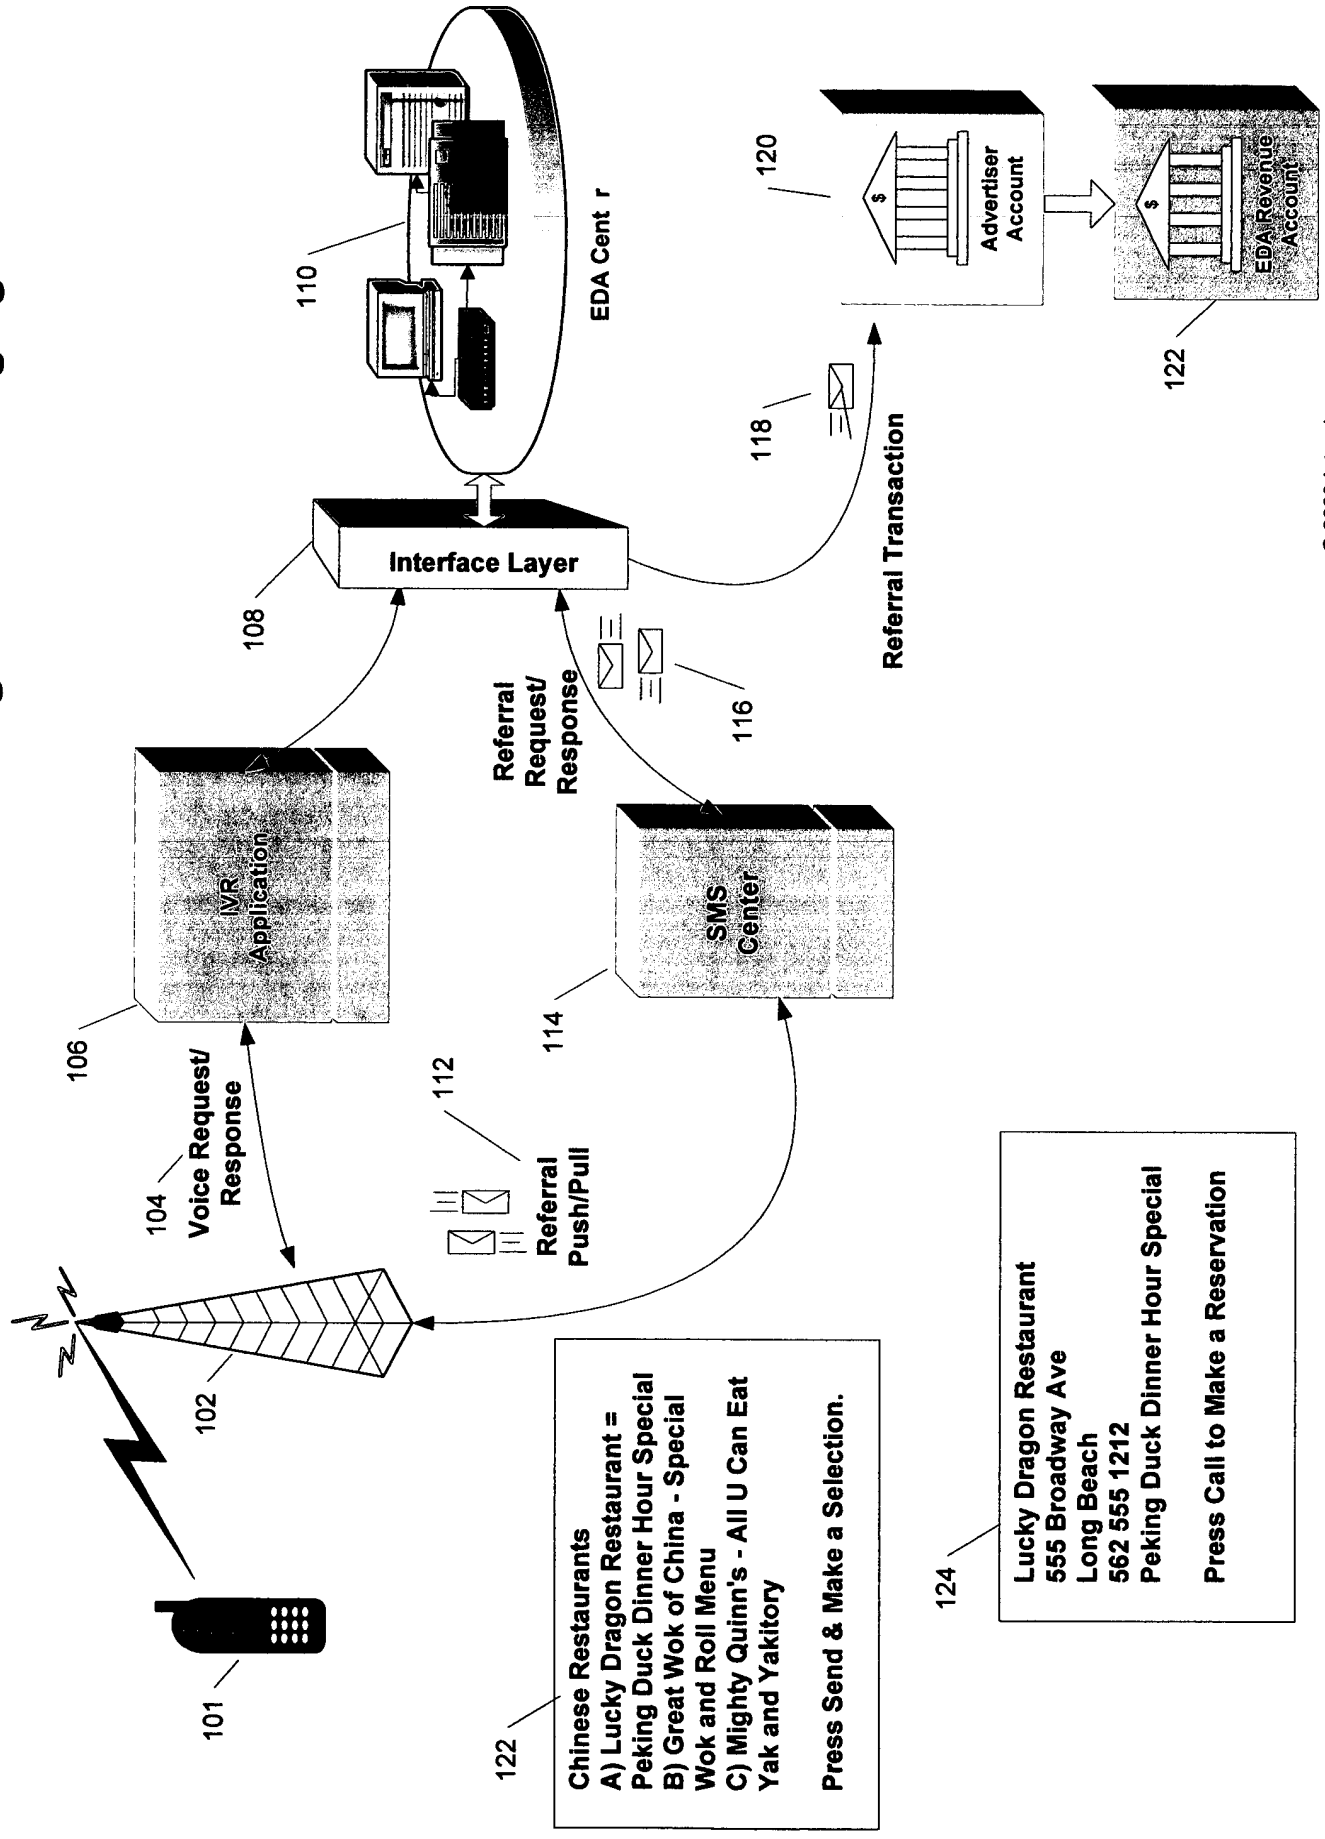 101
102
104
Voice Request/
Response
106
IVR
Application
108
Interface Layer
110
EDA Cent r
112
Referral
Push/Pull
114
SMS
Center
Referral
Request/
Response
116
118
Referral Transaction
120
$
Advertiser
Account
$
EDA Revenue
Account
122
122
Chinese Restaurants
A) Lucky Dragon Restaurant =
Peking Duck Dinner Hour Special
B) Great Wok of China - Special
Wok and Roll Menu
C) Mighty Quinn's - All U Can Eat
Yak and Yakitory
Press Send & Make a Selection.
124
Lucky Dragon Restaurant
555 Broadway Ave
Long Beach
562 555 1212
Peking Duck Dinner Hour Special
Press Call to Make a Reservation